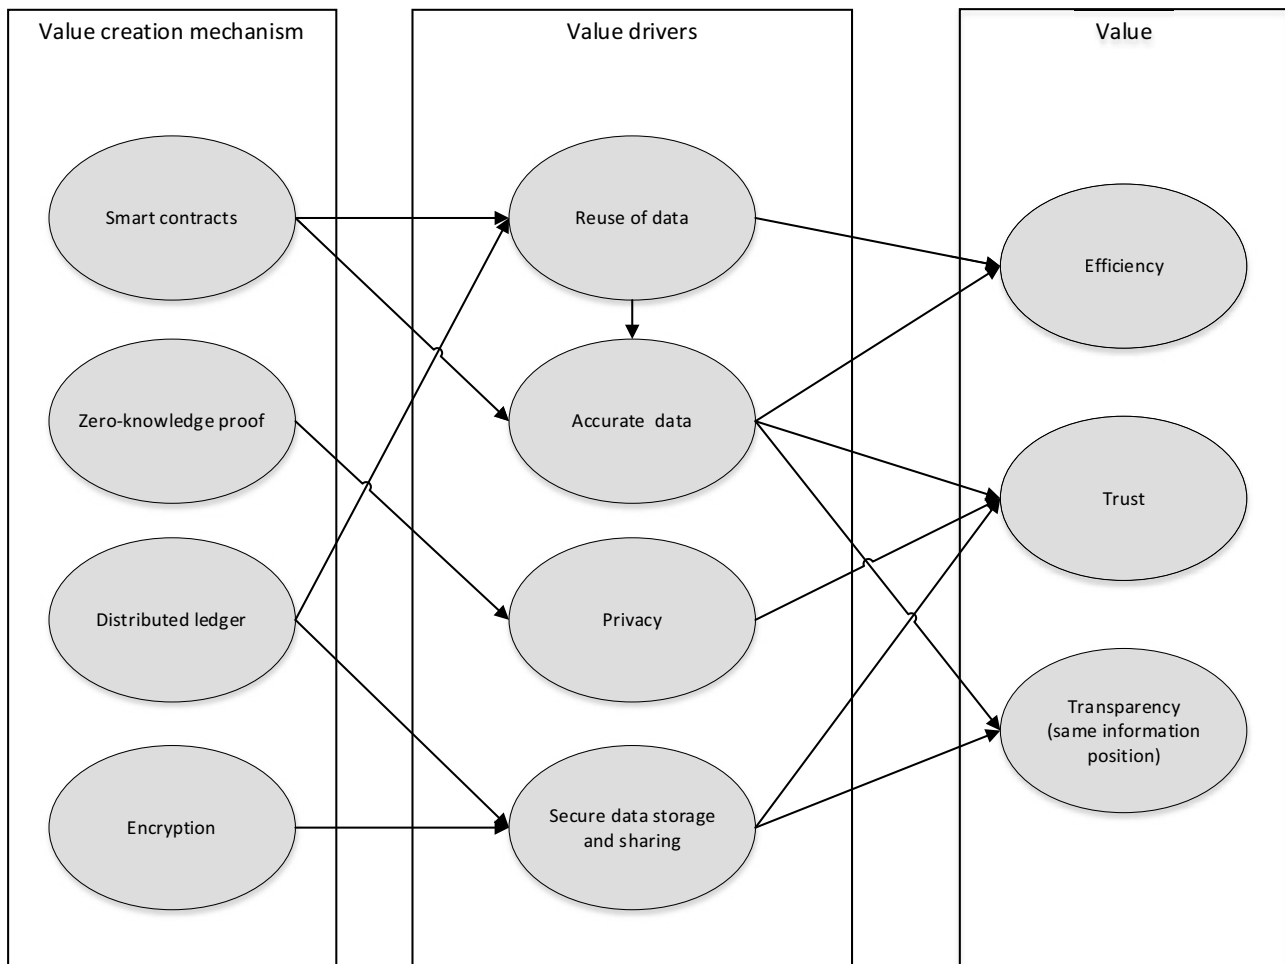 Value creation mechanism
Value drivers
Value
Smart contracts
Zero-knowledge proof
Distributed ledger
Encryption
Reuse of data
Accurate  data
Privacy
Secure data storage
and sharing
Efficiency
Trust
Transparency
(same information
position)